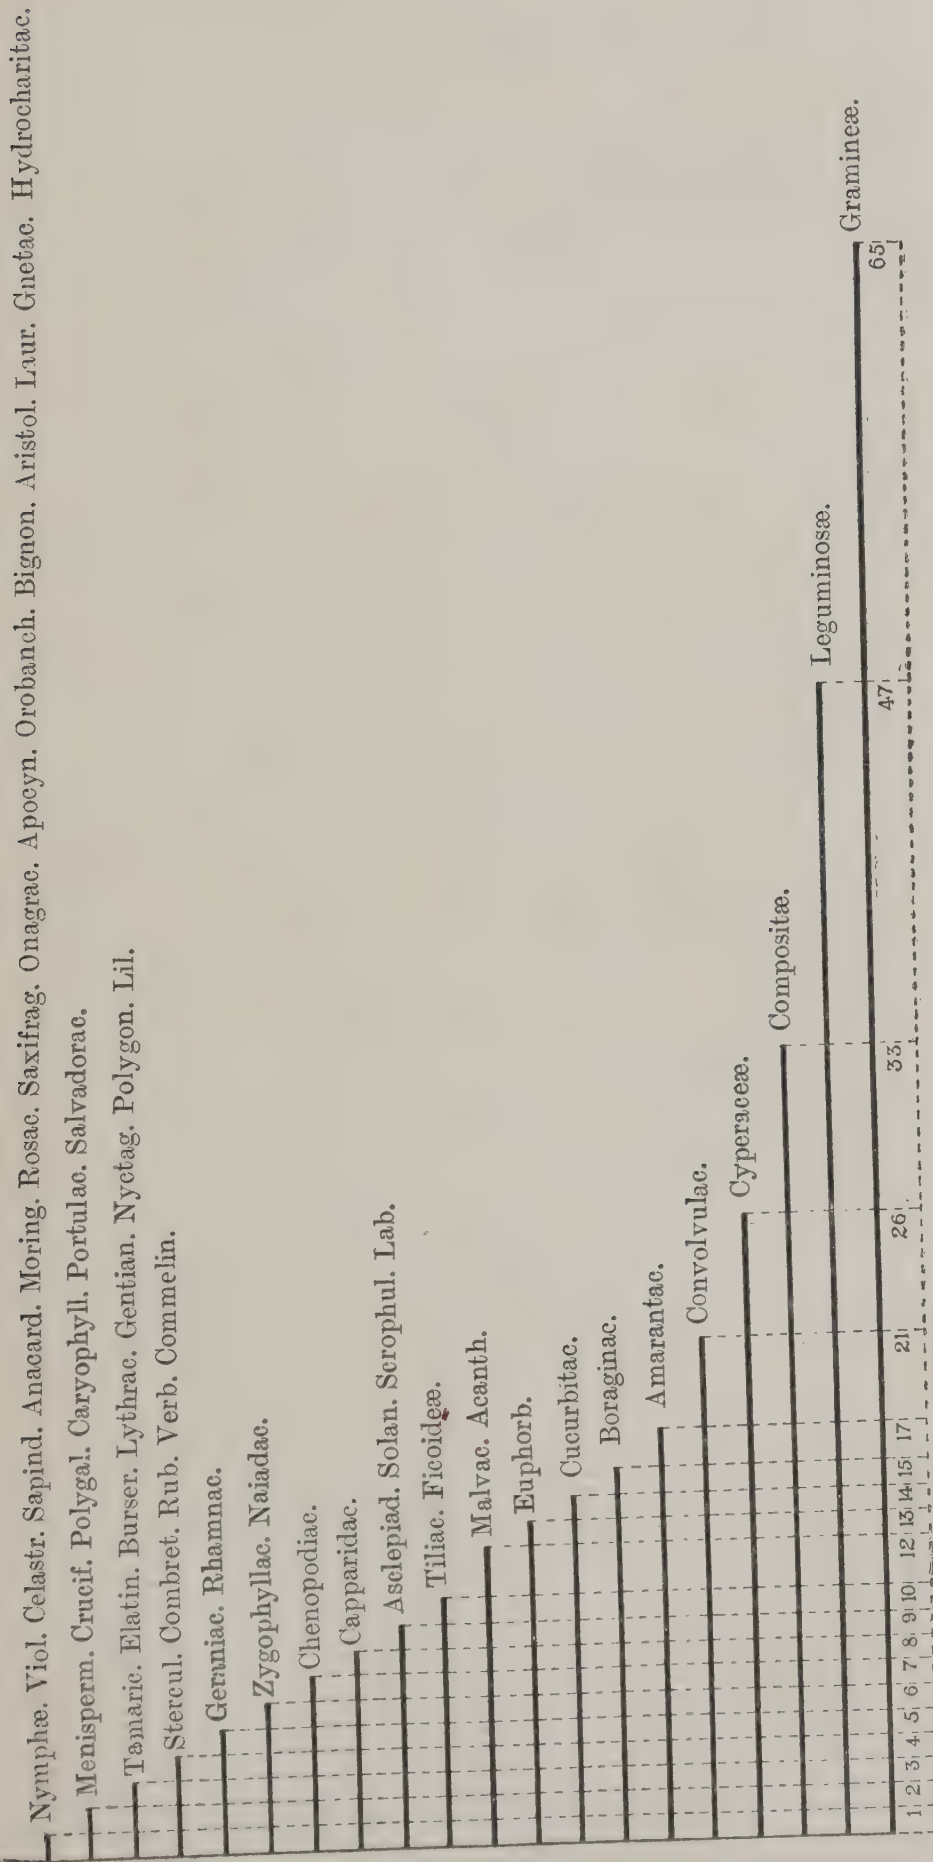 Nymphæ. Viol. Celastr. Sapind. Anacard. Moring. Rosac. Saxifrag. Onagrac. Apocyn. Orobanch. Bignon. Aristol. Laur. Gnetac. Hydrocharitac.
Menisperm. Crucif. Polygal. Caryophyll. Portulac. Salvadorac.
Tamaric. Elatin. Burser. Lythrac. Gentian. Nyctag. Polygon. Lil.
Stercul. Combret. Rub. Verb. Commelin.
Geraniac. Rhamnac.
Zygophyllac. Naiadac.
Chenopodiac.
Capparidac.
Asclepiad. Solan. Scrophul. Lab.
Tiliac. Ficoideæ.
Malvac. Acanth.
Euphorb.
Cucurbitac.
Boraginac.
Amarantac.
Convolvulac.
Cyperaceæ.
Compositæ.
Leguminosæ.
Gramineæ.
1 2 3 4 5 6 7 8 9 10 12 13 14 15 17 21 26 33 47 65